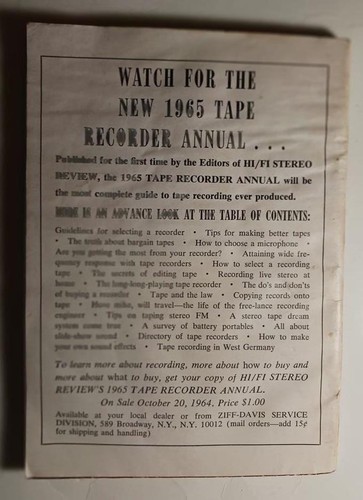 WATCH FOR THE
NEW 1965 TAPE
RECORDER ANNUAL . . .
Published for the first time by the Editors of HI/FI STEREO
REVIEW, the 1965 TAPE RECORDER ANNUAL will be
the most complete guide to tape recording ever produced.
HERE IS AN ADVANCE LOOK AT THE TABLE OF CONTENTS:
Guidelines for selecting a recorder • Tips for making better tapes
• The truth about bargain tapes • How to choose a microphone •
Are you getting the most from your recorder? • Attaining wide fre-
quency response with tape recorders • How to select a recording
tape • The secrets of editing tape • Recording live stereo at
home • The long-long-playing tape recorder • The do's and don'ts
of buying a recorder • Tape and the law • Copying records onto
tape • Have mike, will travel—the life of the free-lance recording
engineer • Tips on taping stereo FM • A stereo tape dream
system come true • A survey of battery portables • All about
slide-show sound • Directory of tape recorders • How to make
your own sound effects • Tape recording in West Germany
To learn more about recording, more about how to buy and
more about what to buy, get your copy of HI/FI STEREO
REVIEW'S 1965 TAPE RECORDER ANNUAL.
On Sale October 20, 1964. Price $1.00
Available at your local dealer or from ZIFF-DAVIS SERVICE
DIVISION, 589 Broadway, N.Y., N.Y. 10012 (mail orders—add 15¢
for shipping and handling)